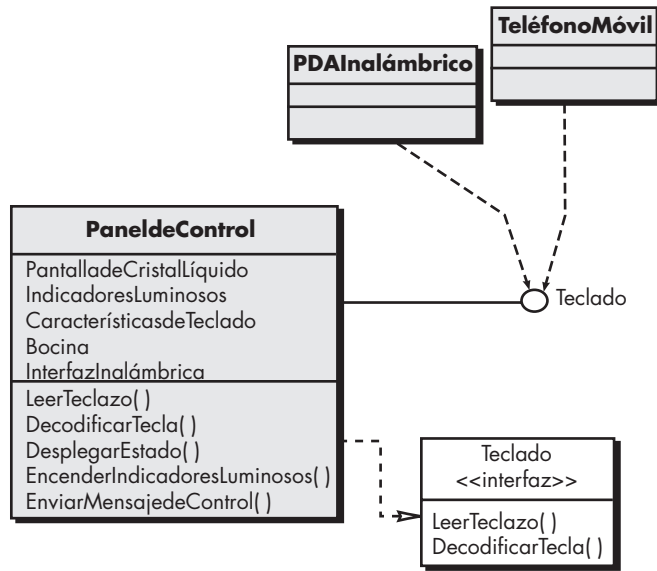 TeléfonoMóvil
PDAInalámbrico
PaneldeControl
PantalladeCristalLíquido
IndicadoresLuminosos
CaracterísticasdeTeclado
Bocina
InterfazInalámbrica
LeerTeclazo( )
DecodificarTecla( )
DesplegarEstado( )
EncenderIndicadoresLuminosos( )
EnviarMensajedeControl( )
Teclado
Teclado
<<interfaz>>
LeerTeclazo( )
DecodificarTecla( )